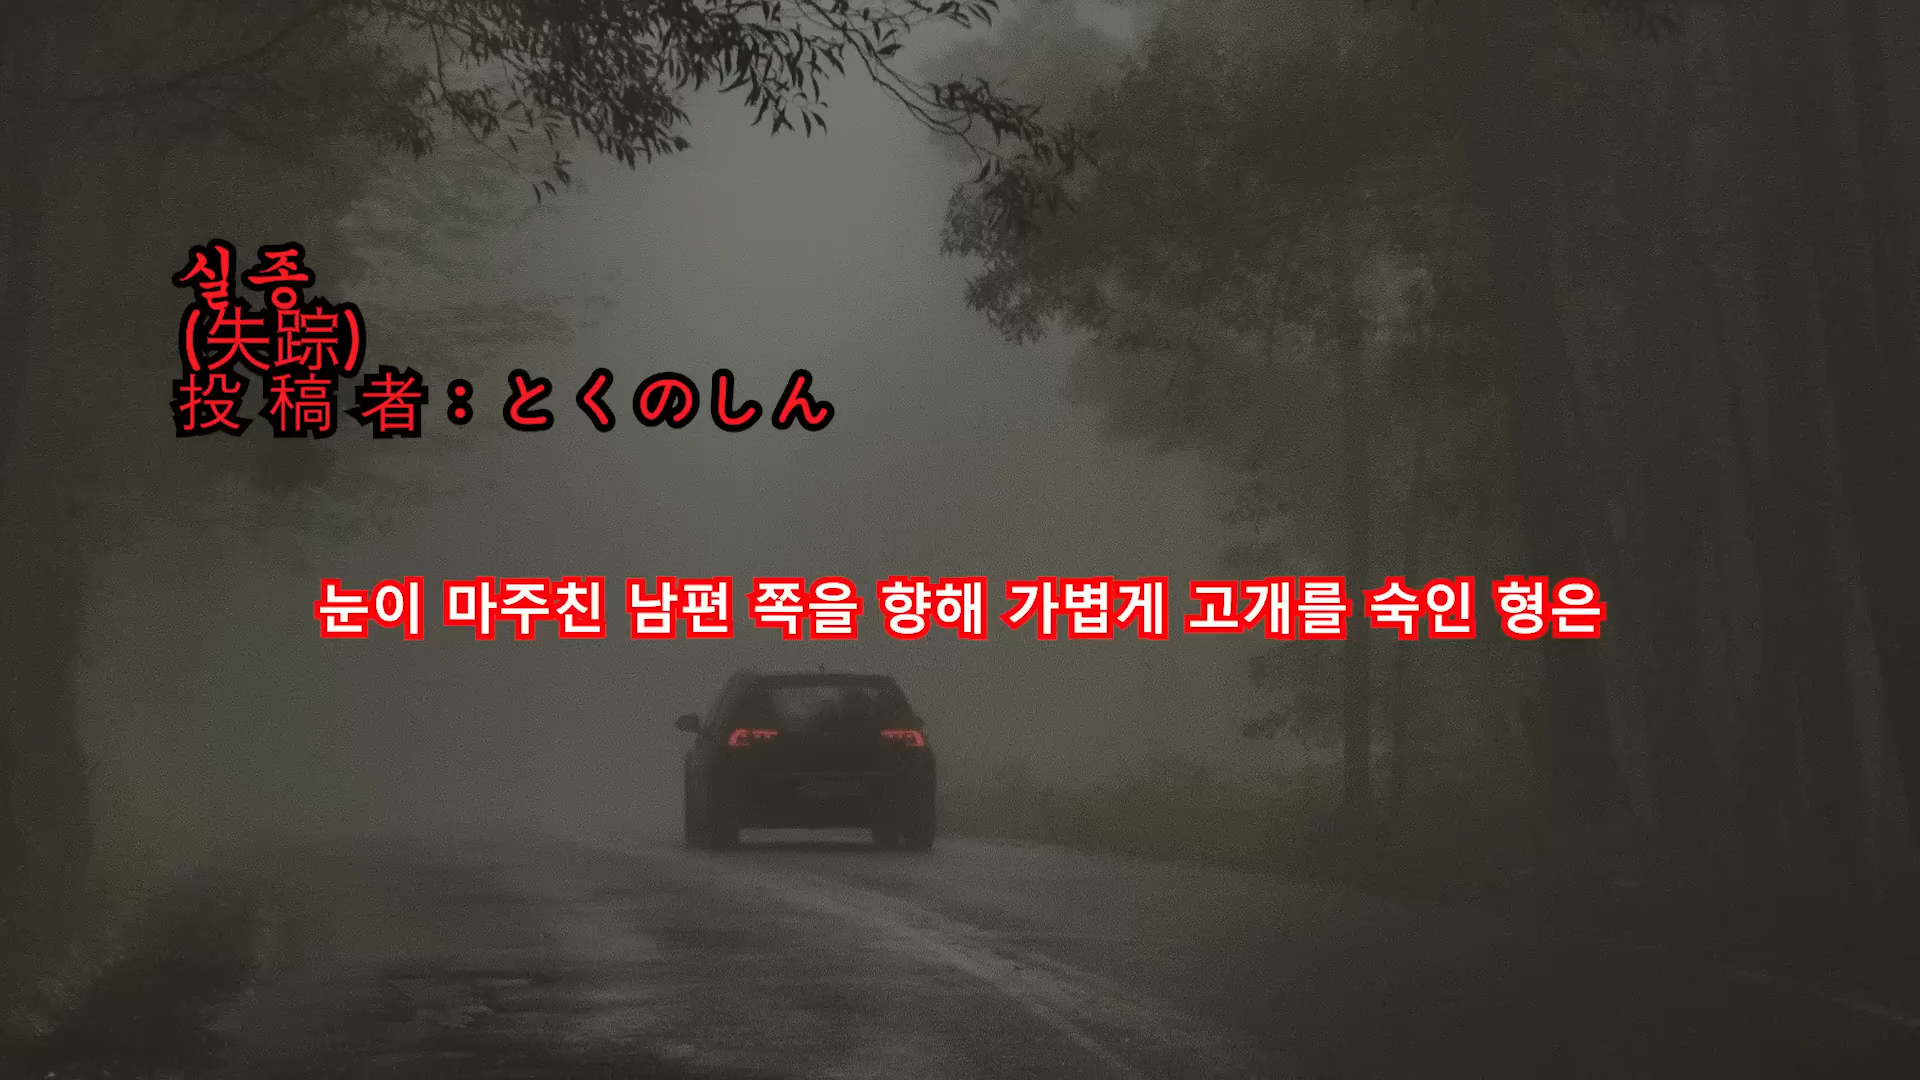 실종
(失踪)
投稿者：とくのしん
눈이 마주친 남편 쪽을 향해 가볍게 고개를 숙인 형은